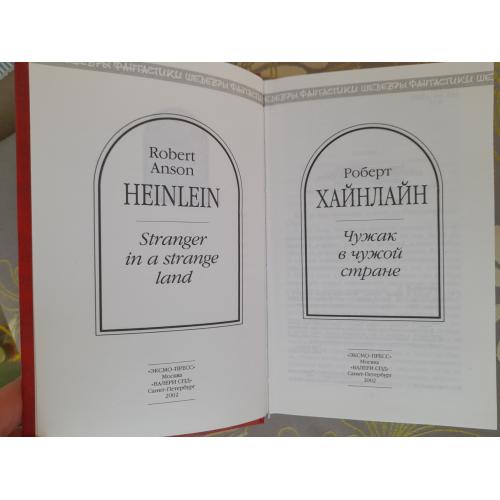 ШЕДЕВРЫ ФАНТАСТИКИ ШЕДЕВРЫ ФАНТАСТИКИ
Robert
Anson
HEINLEIN
Stranger
in a strange
land
«ЭКСМО-ПРЕСС»
Москва
«ВАЛЕРИ СПД»
Санкт-Петербург
2002
Роберт
ХАЙНЛАЙН
Чужак
в чужой
стране
«ЭКСМО-ПРЕСС»
Москва
«ВАЛЕРИ СПД»
Санкт-Петербург
2002